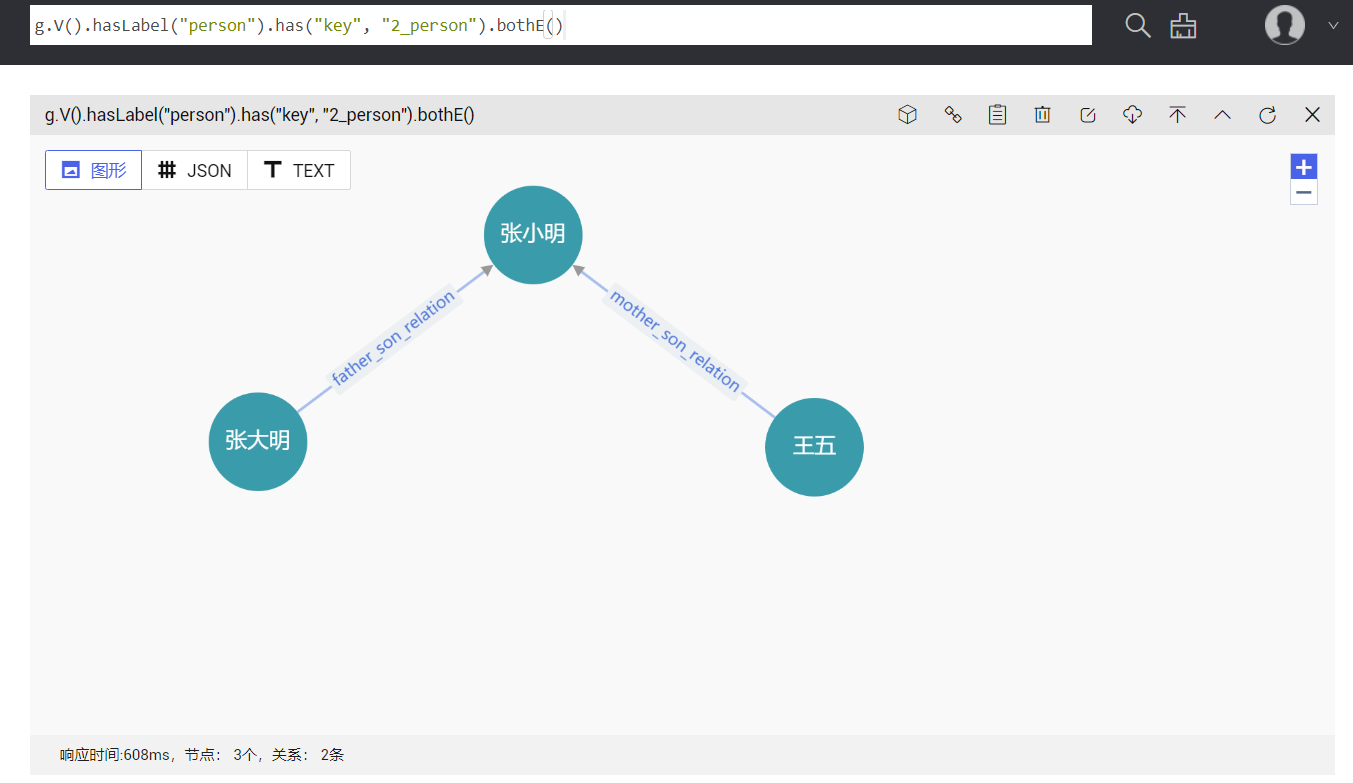 g.V().hasLabel("person").has("key", "2_person").bothE()
g.V().hasLabel("person").has("key", "2_person").bothE()
图形
JSON
TEXT
张小明
father_son_relation
mother_son_relation
张大明
王五
响应时间:608ms，节点： 3个，关系： 2条